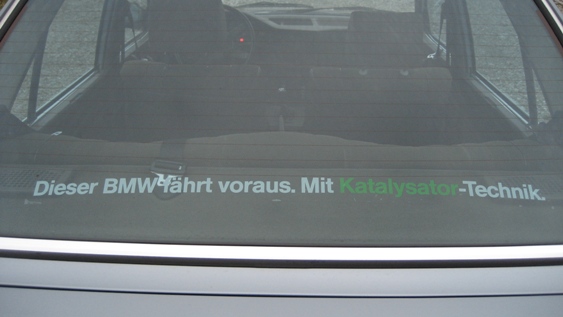 Dieser BMW fährt voraus. Mit Katalysator-Technik.